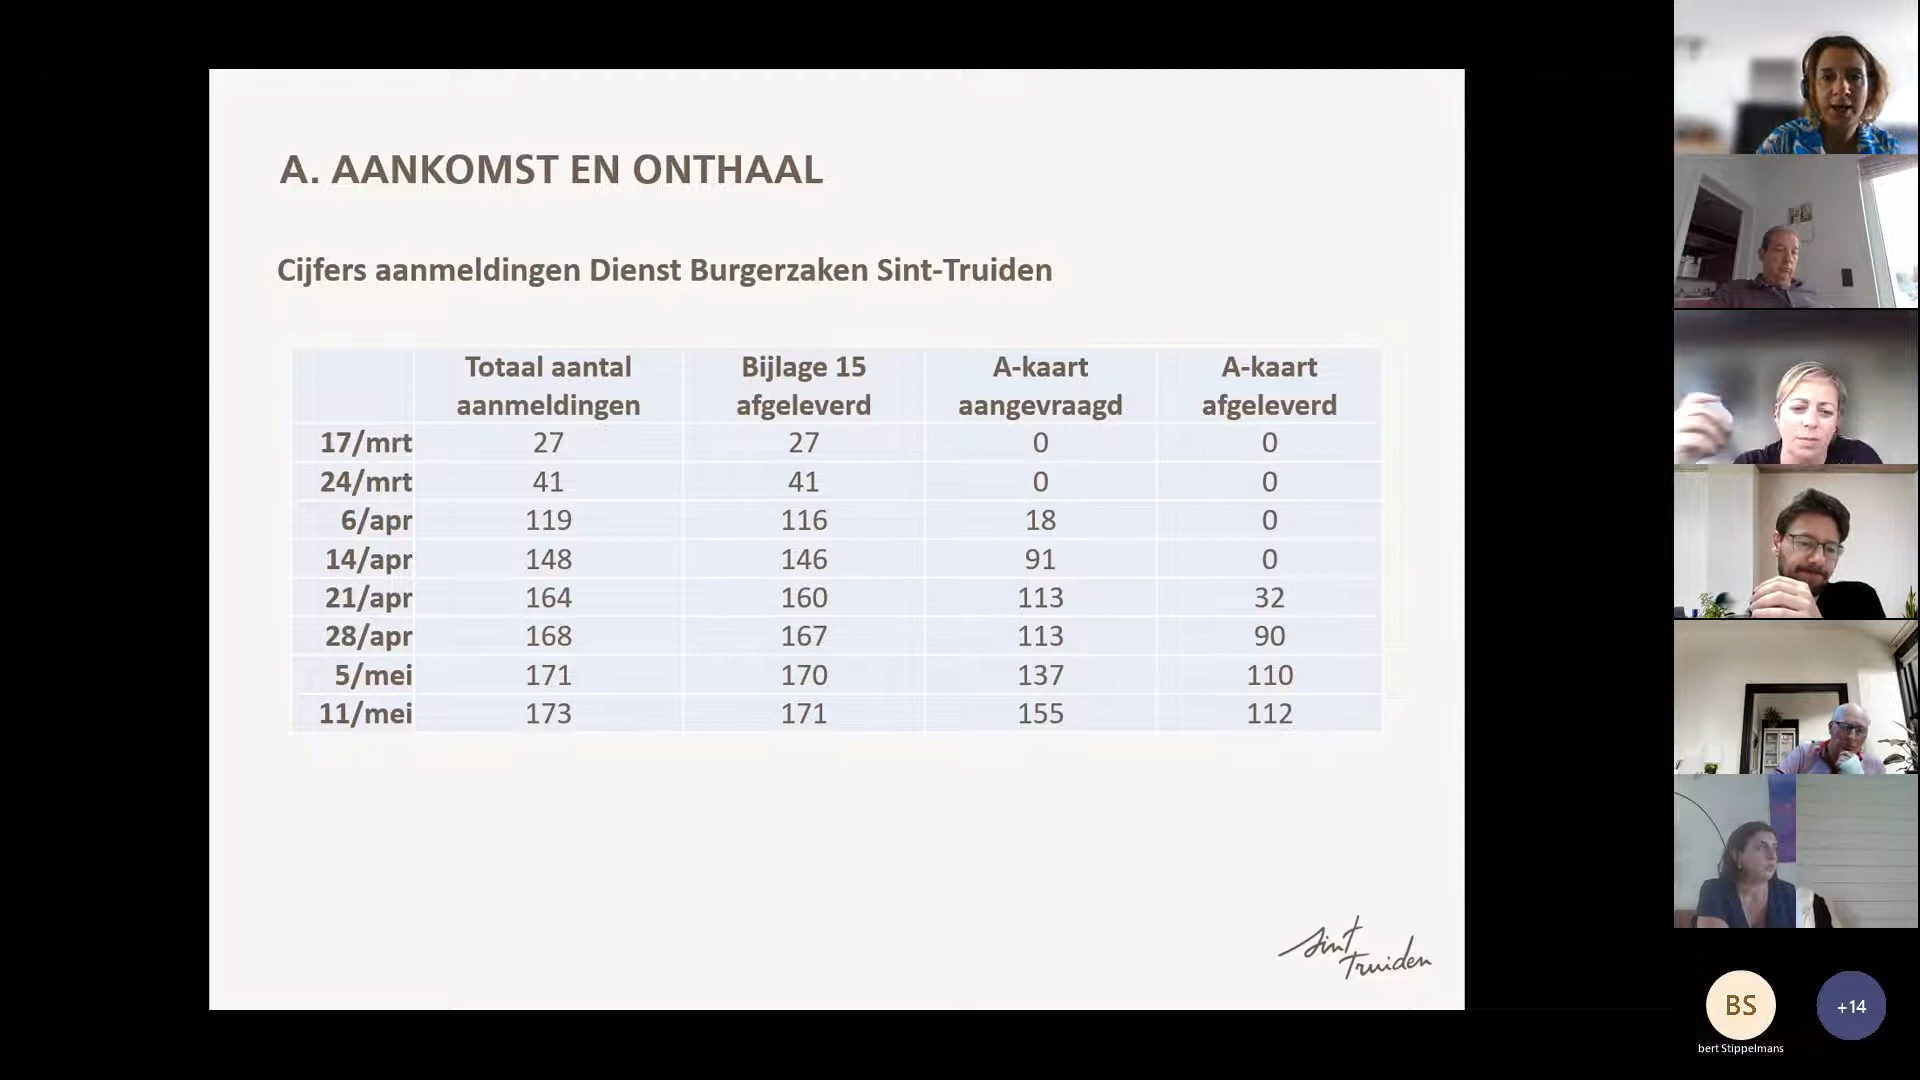 A. AANKOMST EN ONTHAAL
Cijfers aanmeldingen Dienst Burgerzaken Sint-Truiden
Totaal aantal aanmeldingen Bijlage 15 afgeleverd A-kaart aangevraagd A-kaart afgeleverd
17/mrt 27 27 0 0
24/mrt 41 41 0 0
6/apr 119 116 18 0
14/apr 148 146 91 0
21/apr 164 160 113 32
28/apr 168 167 113 90
5/mei 171 170 137 110
11/mei 173 171 155 112
Sint
Truiden
BS +14
bert Stippelmans